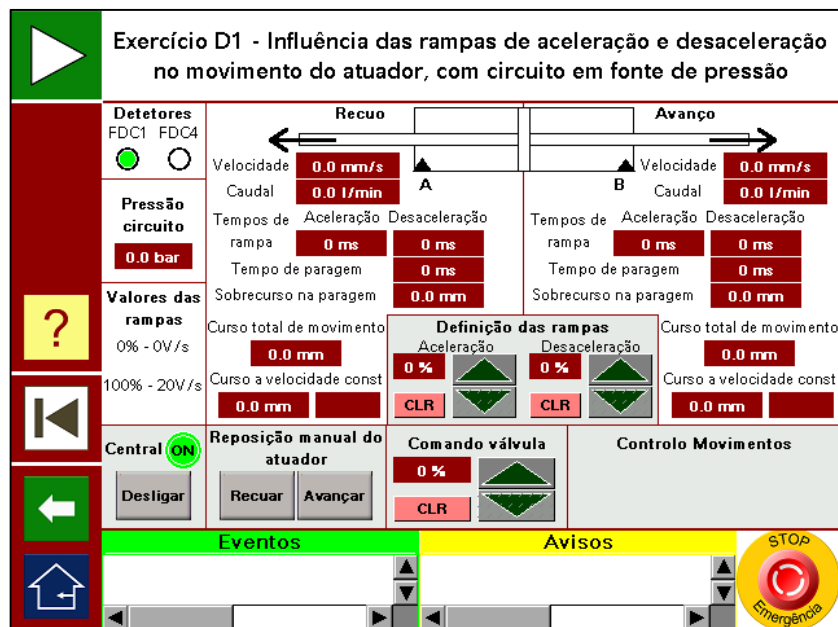 Exercício D1 - Influência das rampas de aceleração e desaceleração
no movimento do atuador, com circuito em fonte de pressão
Detetores
FDC1 FDC4
Pressão
circuito
0.0 bar
Valores das
rampas
0% - 0V/s
100% - 20V/s
Recuo
Velocidade 0.0 mm/s
Caudal 0.0 l/min
Tempos de rampa
Aceleração Desaceleração
0 ms 0 ms
Tempo de paragem 0 ms
Sobrecurso na paragem 0.0 mm
Curso total de movimento
0.0 mm
Curso a velocidade const
0.0 mm
A
B
Avanço
Velocidade 0.0 mm/s
Caudal 0.0 l/min
Tempos de rampa
Aceleração Desaceleração
0 ms 0 ms
Tempo de paragem 0 ms
Sobrecurso na paragem 0.0 mm
Curso total de movimento
0.0 mm
Curso a velocidade const
0.0 mm
Definição das rampas
Aceleração Desaceleração
0 % 0 %
CLR CLR
?
Central ON
Desligar
Reposição manual do
atuador
Recuar Avançar
Comando válvula
0 %
CLR
Controlo Movimentos
Eventos
Avisos
STOP
Emergência